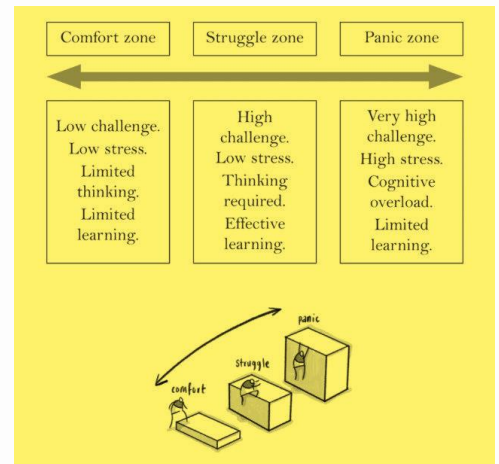 Comfort zone
Struggle zone
Panic zone
Low challenge.
Low stress.
Limited
thinking.
Limited
learning.
High
challenge.
Low stress.
Thinking
required.
Effective
learning.
Very high
challenge.
High stress.
Cognitive
overload.
Limited
learning.
panic
struggle
comfort